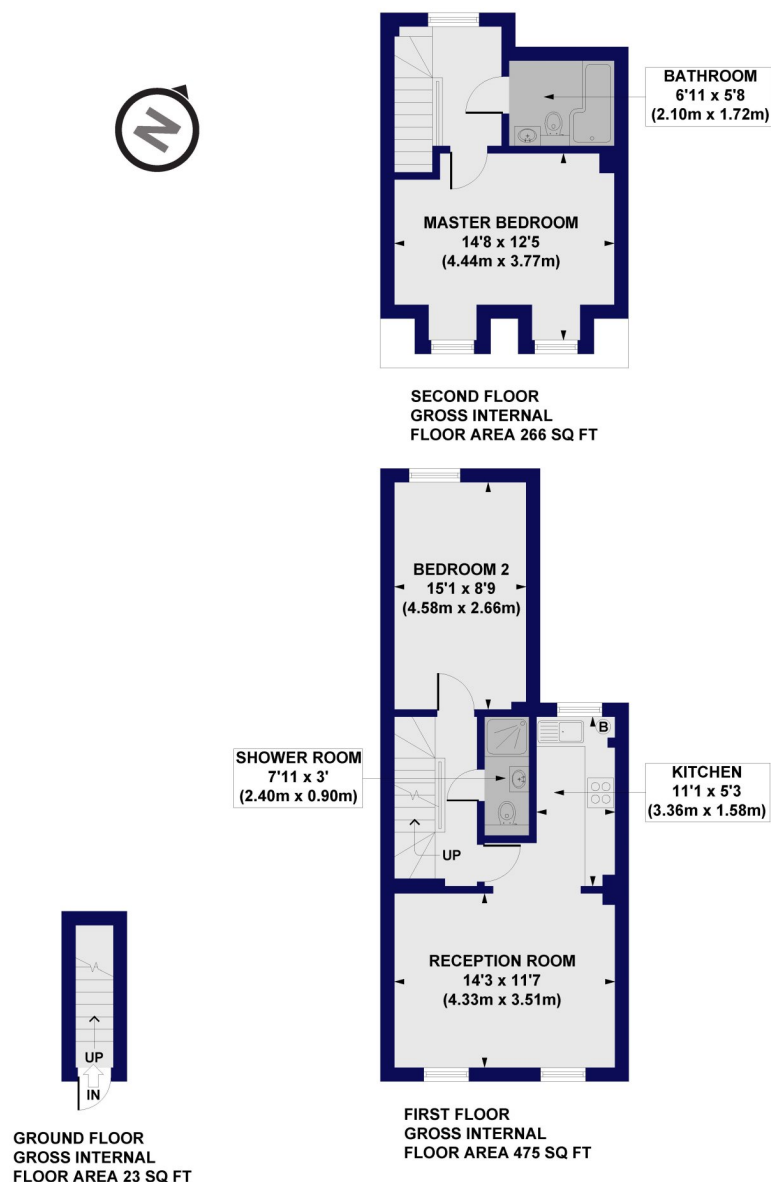 N
BATHROOM
6'11 x 5'8
(2.10m x 1.72m)
MASTER BEDROOM
14'8 x 12'5
(4.44m x 3.77m)
SECOND FLOOR
GROSS INTERNAL
FLOOR AREA 266 SQ FT
BEDROOM 2
15'1 x 8'9
(4.58m x 2.66m)
B
SHOWER ROOM
7'11 x 3'
(2.40m x 0.90m)
KITCHEN
11'1 x 5'3
(3.36m x 1.58m)
UP
RECEPTION ROOM
14'3 x 11'7
(4.33m x 3.51m)
UP
IN
FIRST FLOOR
GROSS INTERNAL
FLOOR AREA 475 SQ FT
GROUND FLOOR
GROSS INTERNAL
FLOOR AREA 23 SQ FT